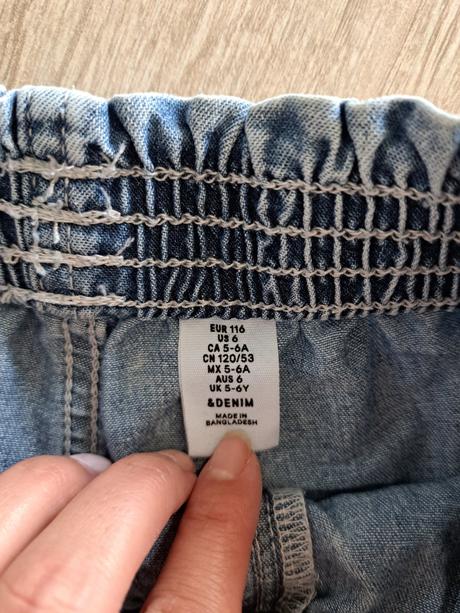 EUR 116
US 6
CA 5-6A
CN 120/53
MX 5-6A
AUS 6
UK 5-6Y
&DENIM
MADE IN
BANGLADESH